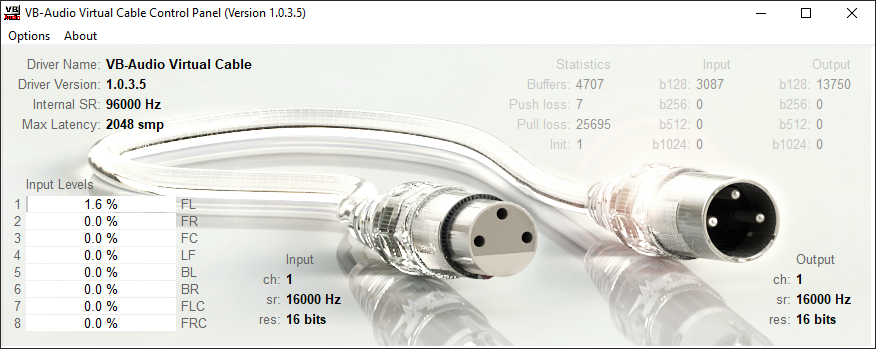 VB-Audio Virtual Cable Control Panel (Version 1.0.3.5)
Options About
Driver Name: VB-Audio Virtual Cable
Driver Version: 1.0.3.5
Internal SR: 96000 Hz
Max Latency: 2048 smp
Statistics Input Output
Buffers: 4707 b128: 3087 b128: 13750
Push loss: 7 b256: 0 b256: 0
Pull loss: 25695 b512: 0 b512: 0
Init: 1 b1024: 0 b1024: 0
Input Levels
1 1.6 % FL
2 0.0 % FR
3 0.0 % FC
4 0.0 % LF
5 0.0 % BL
6 0.0 % BR
7 0.0 % FLC
8 0.0 % FRC
Input
ch: 1
sr: 16000 Hz
res: 16 bits
Output
ch: 1
sr: 16000 Hz
res: 16 bits